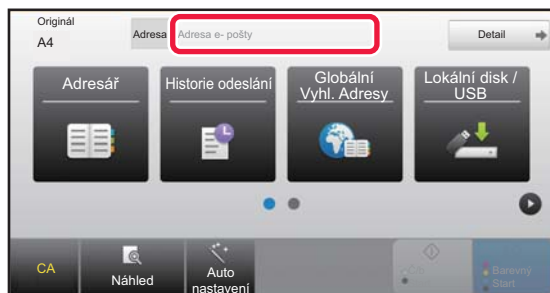 Originál
A4
Adresa
Adresa e- pošty
Detail
Adresář
Historie odeslání
Globální
Vyhl. Adresy
Lokální disk /
USB
CA
Náhled
Auto
nastavení
Barevný
Start